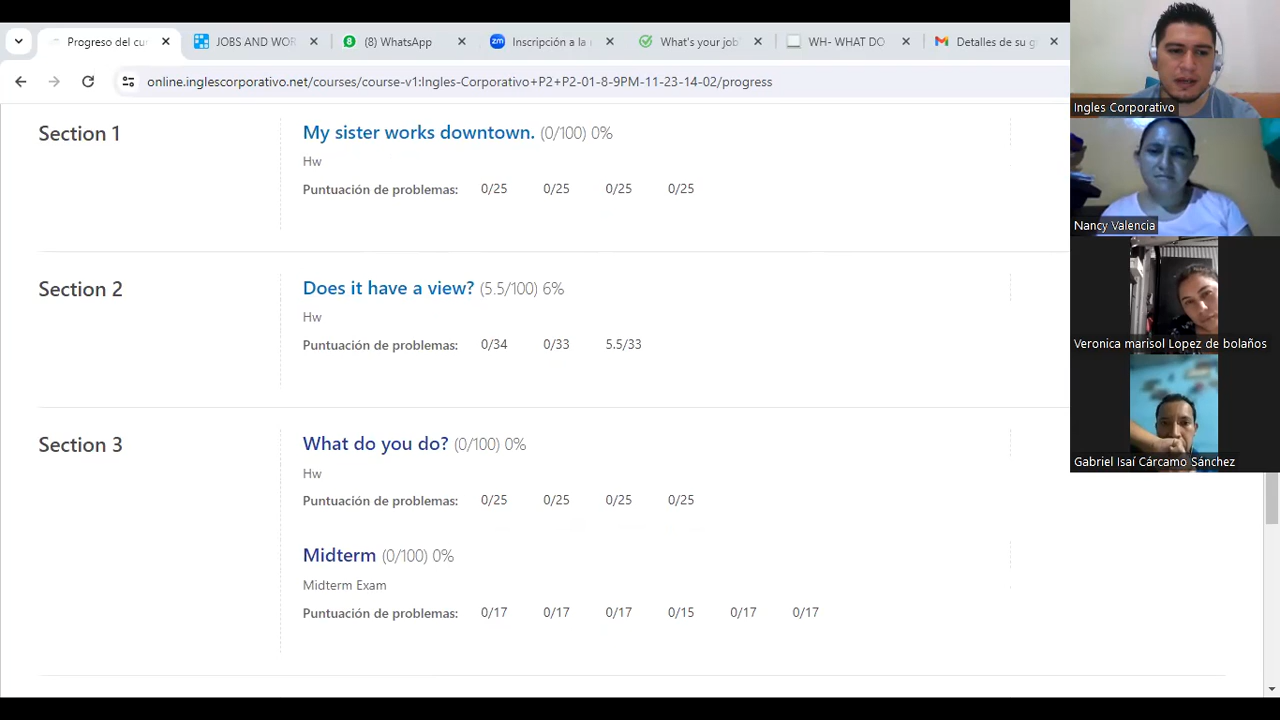 Progreso del cu
JOBS AND WOR
(8) WhatsApp
Inscripción a la
What's your job
WH- WHAT DO
Detalles de su g
online.inglescorporativo.net/courses/course-v1:Ingles-Corporativo+P2+P2-01-8-9PM-11-23-14-02/progress
Section 1
My sister works downtown. (0/100) 0%
Hw
Puntuación de problemas: 0/25 0/25 0/25 0/25
Section 2
Does it have a view? (5.5/100) 6%
Hw
Puntuación de problemas: 0/34 0/33 5.5/33
Section 3
What do you do? (0/100) 0%
Hw
Puntuación de problemas: 0/25 0/25 0/25 0/25
Midterm (0/100) 0%
Midterm Exam
Puntuación de problemas: 0/17 0/17 0/17 0/15 0/17 0/17
Ingles Corporativo
Nancy Valencia
Veronica marisol Lopez de bolaños
Gabriel Isaí Cárcamo Sánchez